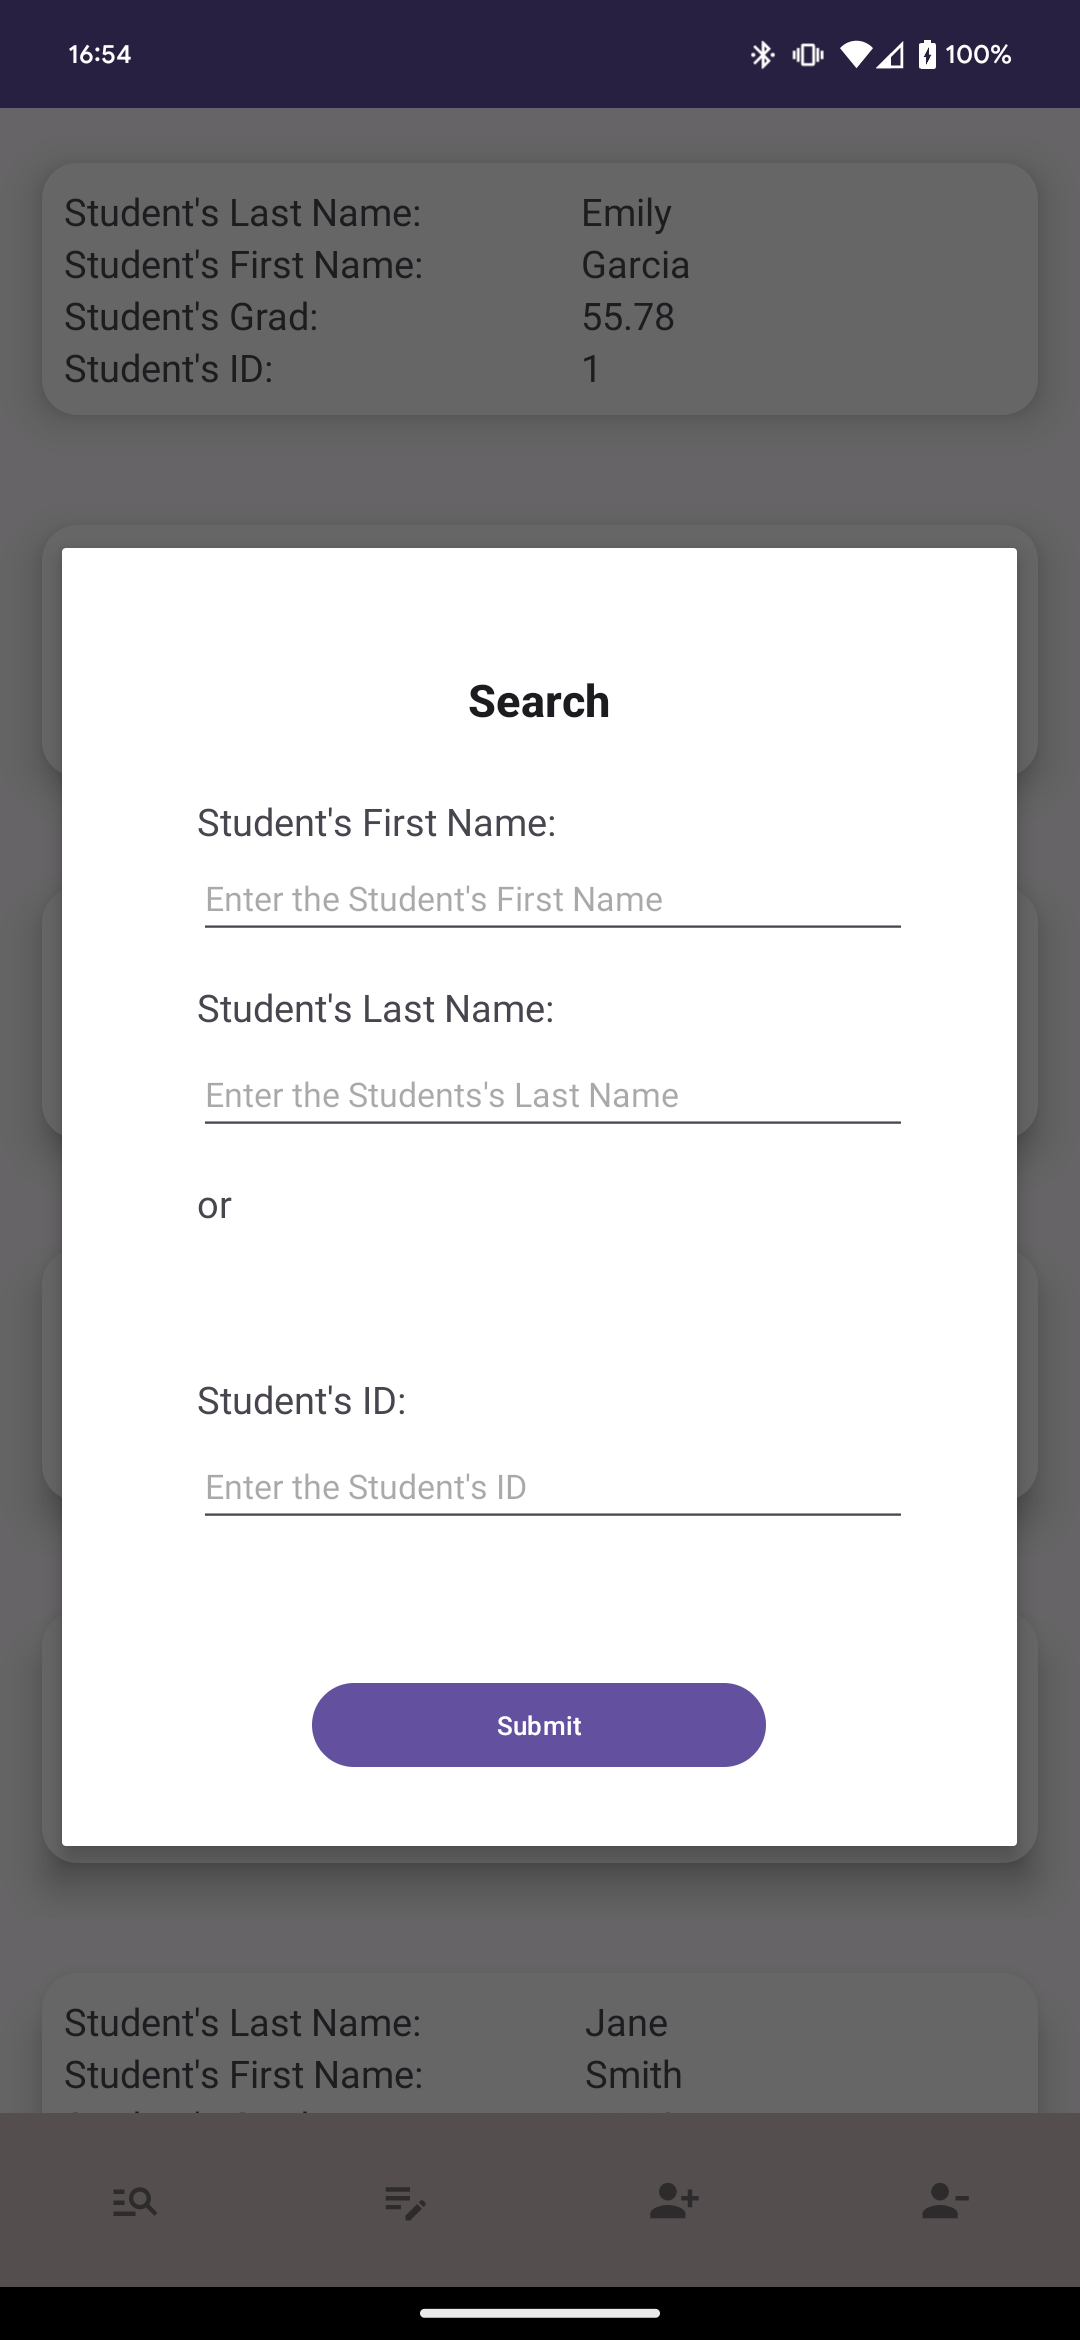 16:54 100%
Student's Last Name: Emily
Student's First Name: Garcia
Student's Grad: 55.78
Student's ID: 1
Search
Student's First Name:
Enter the Student's First Name
Student's Last Name:
Enter the Students's Last Name
or
Student's ID:
Enter the Student's ID
Submit
Student's Last Name: Jane
Student's First Name: Smith